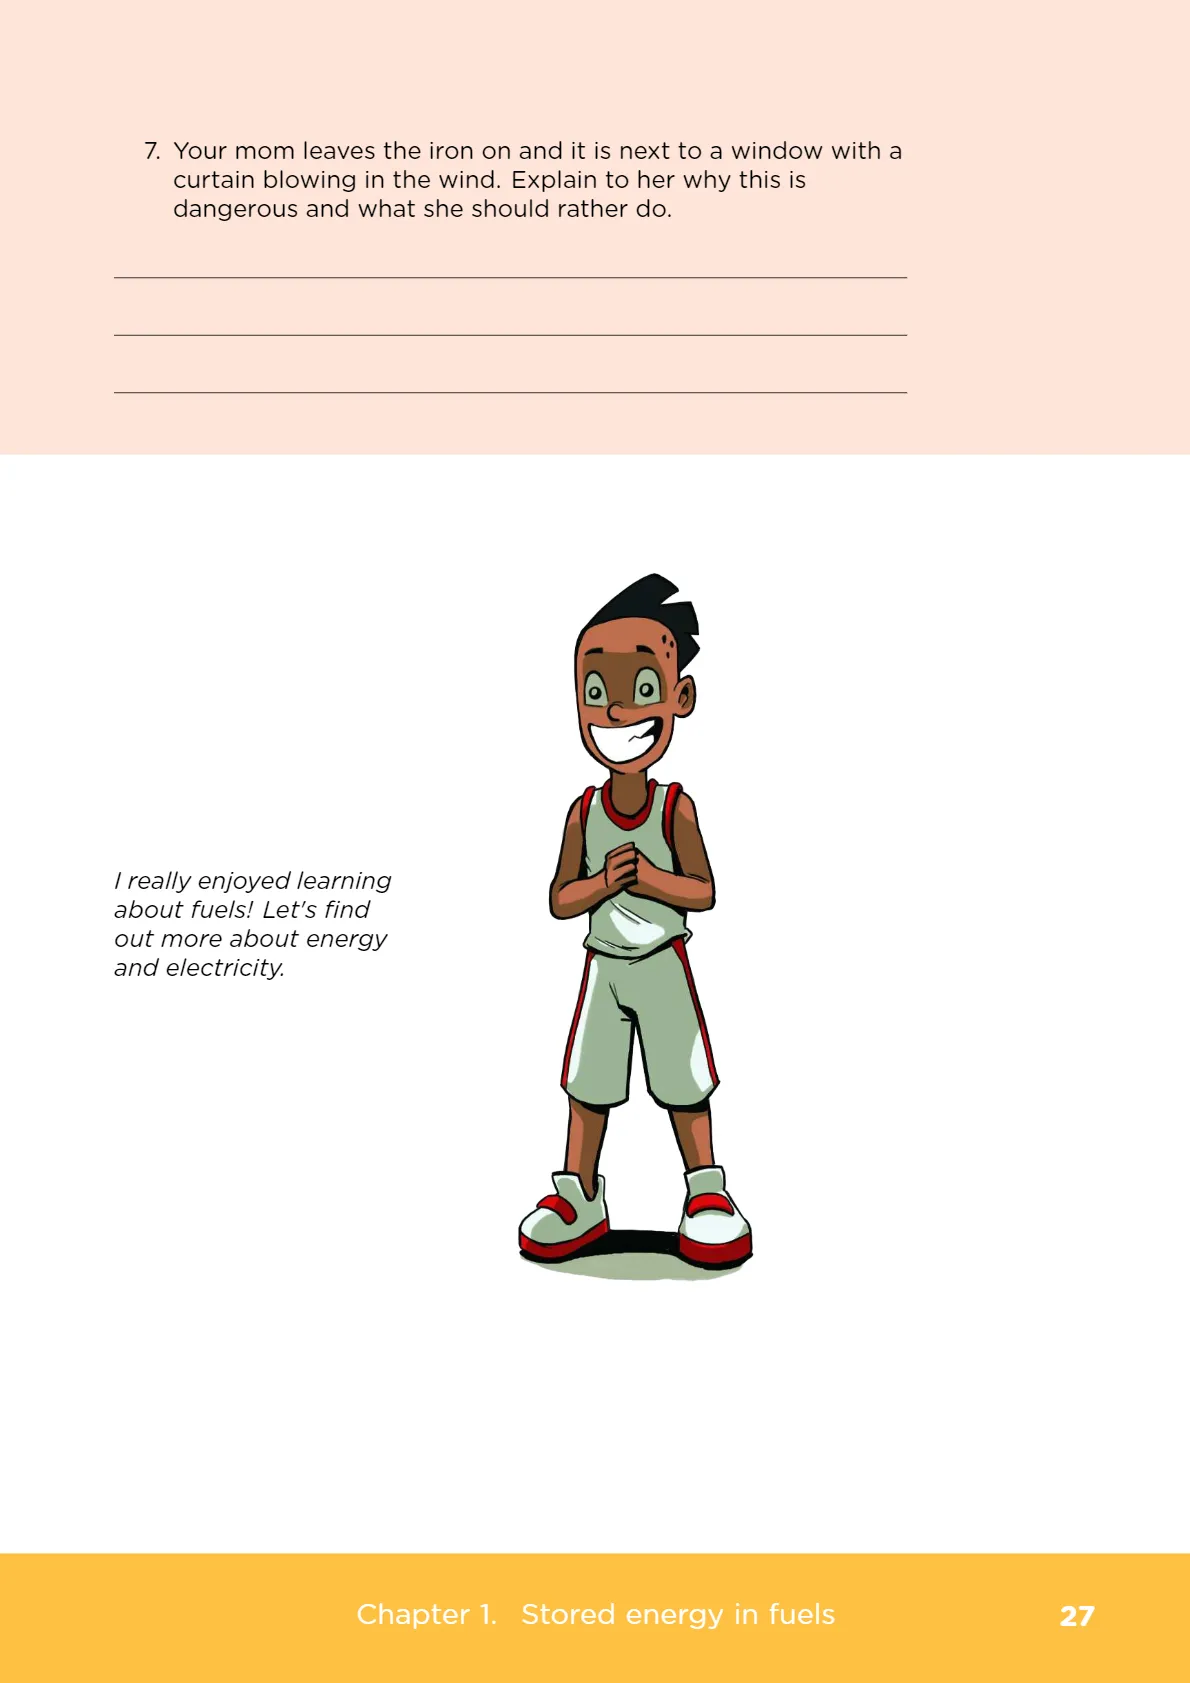 7. Your mom leaves the iron on and it is next to a window with a
curtain blowing in the wind. Explain to her why this is
dangerous and what she should rather do.
I really enjoyed learning
about fuels! Let's find
out more about energy
and electricity.
Chapter 1. Stored energy in fuels 27